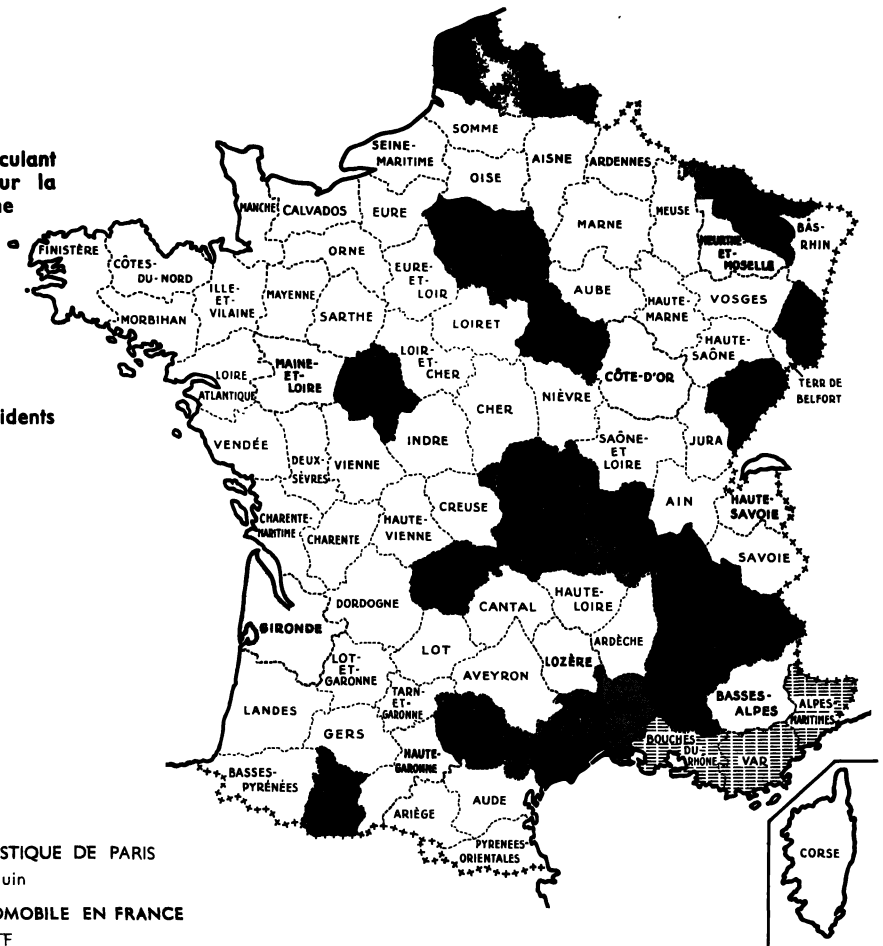 culant
ur la
ne
idents
SOMME
SEINE-
MARITIME
OISE
AISNE
ARDENNES
MANCHE
CALVADOS
EURE
MARNE
MEUSE
MEURTHE-
ET-
MOSELLE
BAS-
RHIN
FINISTÈRE
CÔTES-
DU-NORD
ORNE
EURE-
ET-
LOIR
ILLE-
ET-
VILAINE
MAYENNE
AUBE
HAUTE-
MARNE
VOSGES
MORBIHAN
SARTHE
LOIRET
HAUTE-
SAÔNE
LOIRE
ATLANTIQUE
MAINE-
ET-
LOIRE
LOIR-
ET-
CHER
CÔTE-D'OR
TERR DE
BELFORT
CHER
NIÈVRE
VENDÉE
DEUX-
SÈVRES
VIENNE
INDRE
SAÔNE-
ET
LOIRE
JURA
CHARENTE
MARITIME
CHARENTE
HAUTE-
VIENNE
CREUSE
AIN
HAUTE-
SAVOIE
SAVOIE
DORDOGNE
CANTAL
HAUTE-
LOIRE
GIRONDE
LOT
ARDÈCHE
LOT-
ET-
GARONNE
AVEYRON
LOZÈRE
LANDES
TARN-
ET-
GARONNE
BASSES-
ALPES
ALPES
MARITIMES
GERS
HAUTE-
GARONNE
BOUCHES
DU-
RHÔNE
VAR
BASSES-
PYRÉNÉES
ARIÈGE
AUDE
PYRENEES-
ORIENTALES
CORSE
STIQUE DE PARIS
uin
OMOBILE EN FRANCE
TF